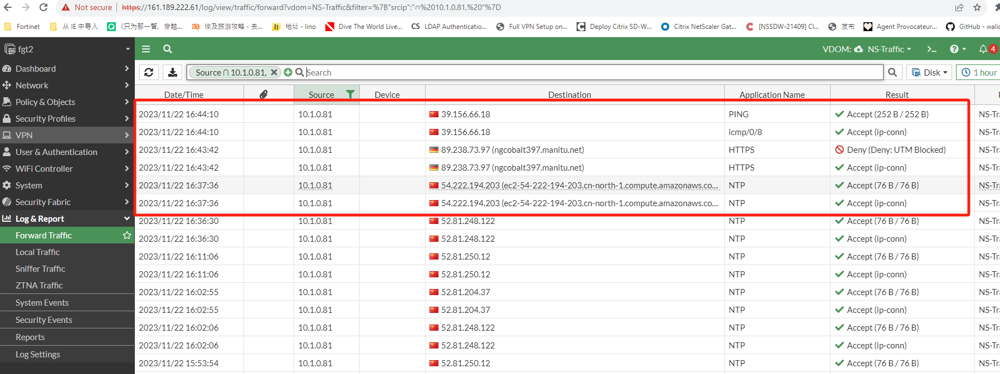 Not secure https://161.189.222.61/log/view/traffic/forward?vdom=NS-Traffic&filter=%7B"srcip":"∩%2010.1.0.81,%20"%7D
Fortinet 从 IE 中导入 《只为那一瞥，穿越... 埃及旅游攻略 - 去... 地址 - lino Dive The World Live... CS LDAP Authenticatio... Full VPN Setup on... Deploy Citrix SD-W... Citrix NetScaler Gat... [NSSDW-21409] Cl... 发布 Agent Provocateur... GitHub - walid
fgt2 VDOM: NS-Traffic 4
Dashboard
Network
Policy & Objects
Security Profiles
VPN
User & Authentication
WiFi Controller
System
Security Fabric
Log & Report
Forward Traffic
Local Traffic
Sniffer Traffic
ZTNA Traffic
System Events
Security Events
Reports
Log Settings
Source ∩ 10.1.0.81, Search Disk 1 hour
Date/Time Source Device Destination Application Name Result
2023/11/22 16:44:10 10.1.0.81 39.156.66.18 PING Accept (252 B / 252 B) NS-Tra
2023/11/22 16:44:10 10.1.0.81 39.156.66.18 icmp/0/8 Accept (ip-conn) NS-Tra
2023/11/22 16:43:42 10.1.0.81 89.238.73.97 (ngcobalt397.manitu.net) HTTPS Deny (Deny: UTM Blocked) NS-Tra
2023/11/22 16:43:42 10.1.0.81 89.238.73.97 (ngcobalt397.manitu.net) HTTPS Accept (ip-conn) NS-Tra
2023/11/22 16:37:36 10.1.0.81 54.222.194.203 (ec2-54-222-194-203.cn-north-1.compute.amazonaws.co... NTP Accept (76 B / 76 B) NS-Tra
2023/11/22 16:37:36 10.1.0.81 54.222.194.203 (ec2-54-222-194-203.cn-north-1.compute.amazonaws.co... NTP Accept (ip-conn) NS-Tra
2023/11/22 16:36:30 10.1.0.81 52.81.248.122 NTP Accept (76 B / 76 B) NS-Tra
2023/11/22 16:36:30 10.1.0.81 52.81.248.122 NTP Accept (ip-conn) NS-Tra
2023/11/22 16:11:06 10.1.0.81 52.81.250.12 NTP Accept (76 B / 76 B) NS-Tra
2023/11/22 16:11:06 10.1.0.81 52.81.250.12 NTP Accept (ip-conn) NS-Tra
2023/11/22 16:02:55 10.1.0.81 52.81.204.37 NTP Accept (76 B / 76 B) NS-Tra
2023/11/22 16:02:55 10.1.0.81 52.81.204.37 NTP Accept (ip-conn) NS-Tra
2023/11/22 16:02:06 10.1.0.81 52.81.248.122 NTP Accept (76 B / 76 B) NS-Tra
2023/11/22 16:02:06 10.1.0.81 52.81.248.122 NTP Accept (ip-conn) NS-Tra
2023/11/22 15:53:54 10.1.0.81 52.81.250.12 NTP Accept (76 B / 76 B) NS-Tra